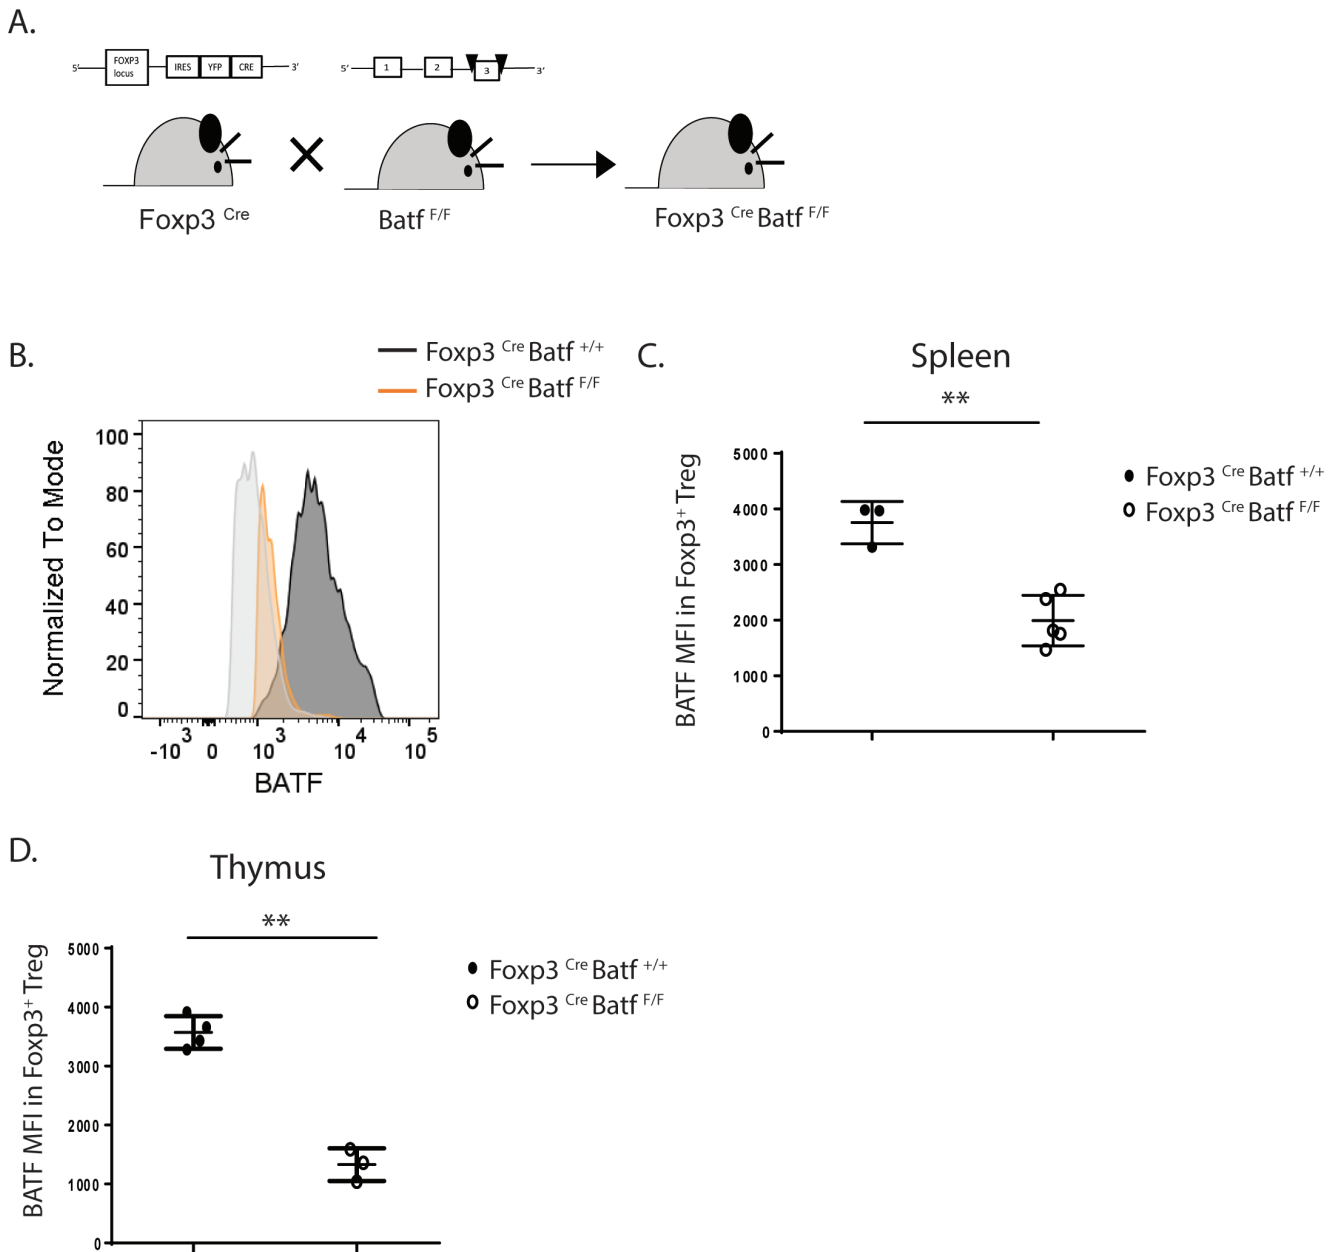 A.
5' FOXP3 locus IRES YFP CRE 3'
5' 1 2 3 3'
Foxp3 Cre
Batf F/F
Foxp3 Cre Batf F/F
B.
Foxp3 Cre Batf +/+
Foxp3 Cre Batf F/F
Normalized To Mode
100
80
60
40
20
0
-10 3 0 10 3 10 4 10 5
BATF
C.
Spleen
**
BATF MFI in Foxp3+ Treg
5000
4000
3000
2000
1000
0
Foxp3 Cre Batf +/+
Foxp3 Cre Batf F/F
D.
Thymus
**
BATF MFI in Foxp3+ Treg
5000
4000
3000
2000
1000
0
Foxp3 Cre Batf +/+
Foxp3 Cre Batf F/F